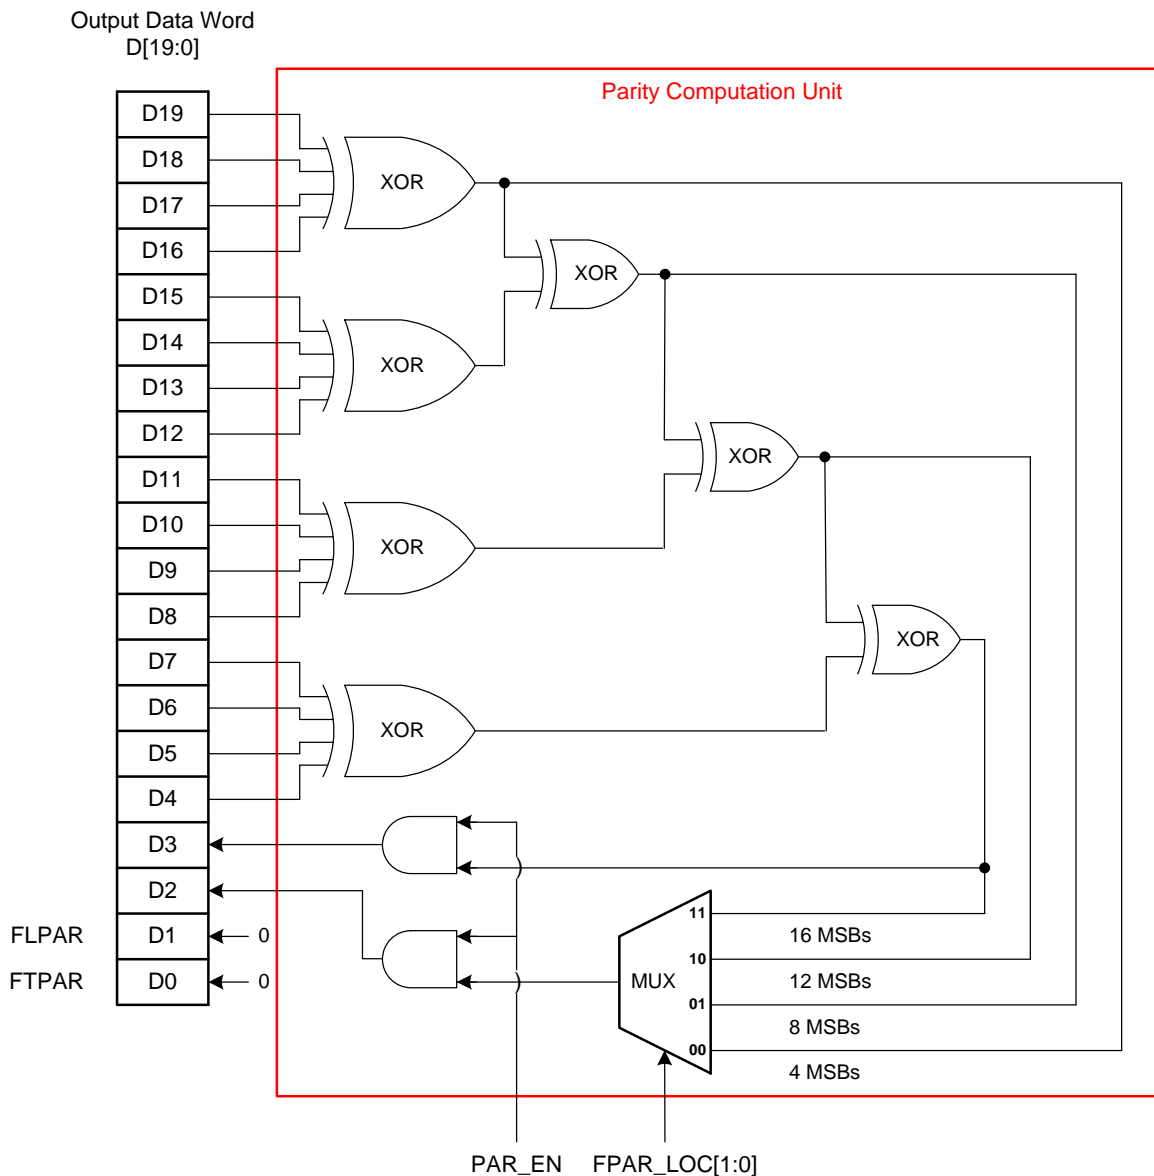 Output Data Word
D[19:0]
Parity Computation Unit
D19
D18
XOR
D17
D16
XOR
D15
D14
XOR
D13
D12
XOR
D11
D10
XOR
D9
D8
XOR
D7
D6
XOR
D5
D4
D3
D2
11
16 MSBs
FLPAR D1 0
10
FTPAR D0 0
MUX
12 MSBs
01
8 MSBs
00
4 MSBs
PAR_EN FPAR_LOC[1:0]